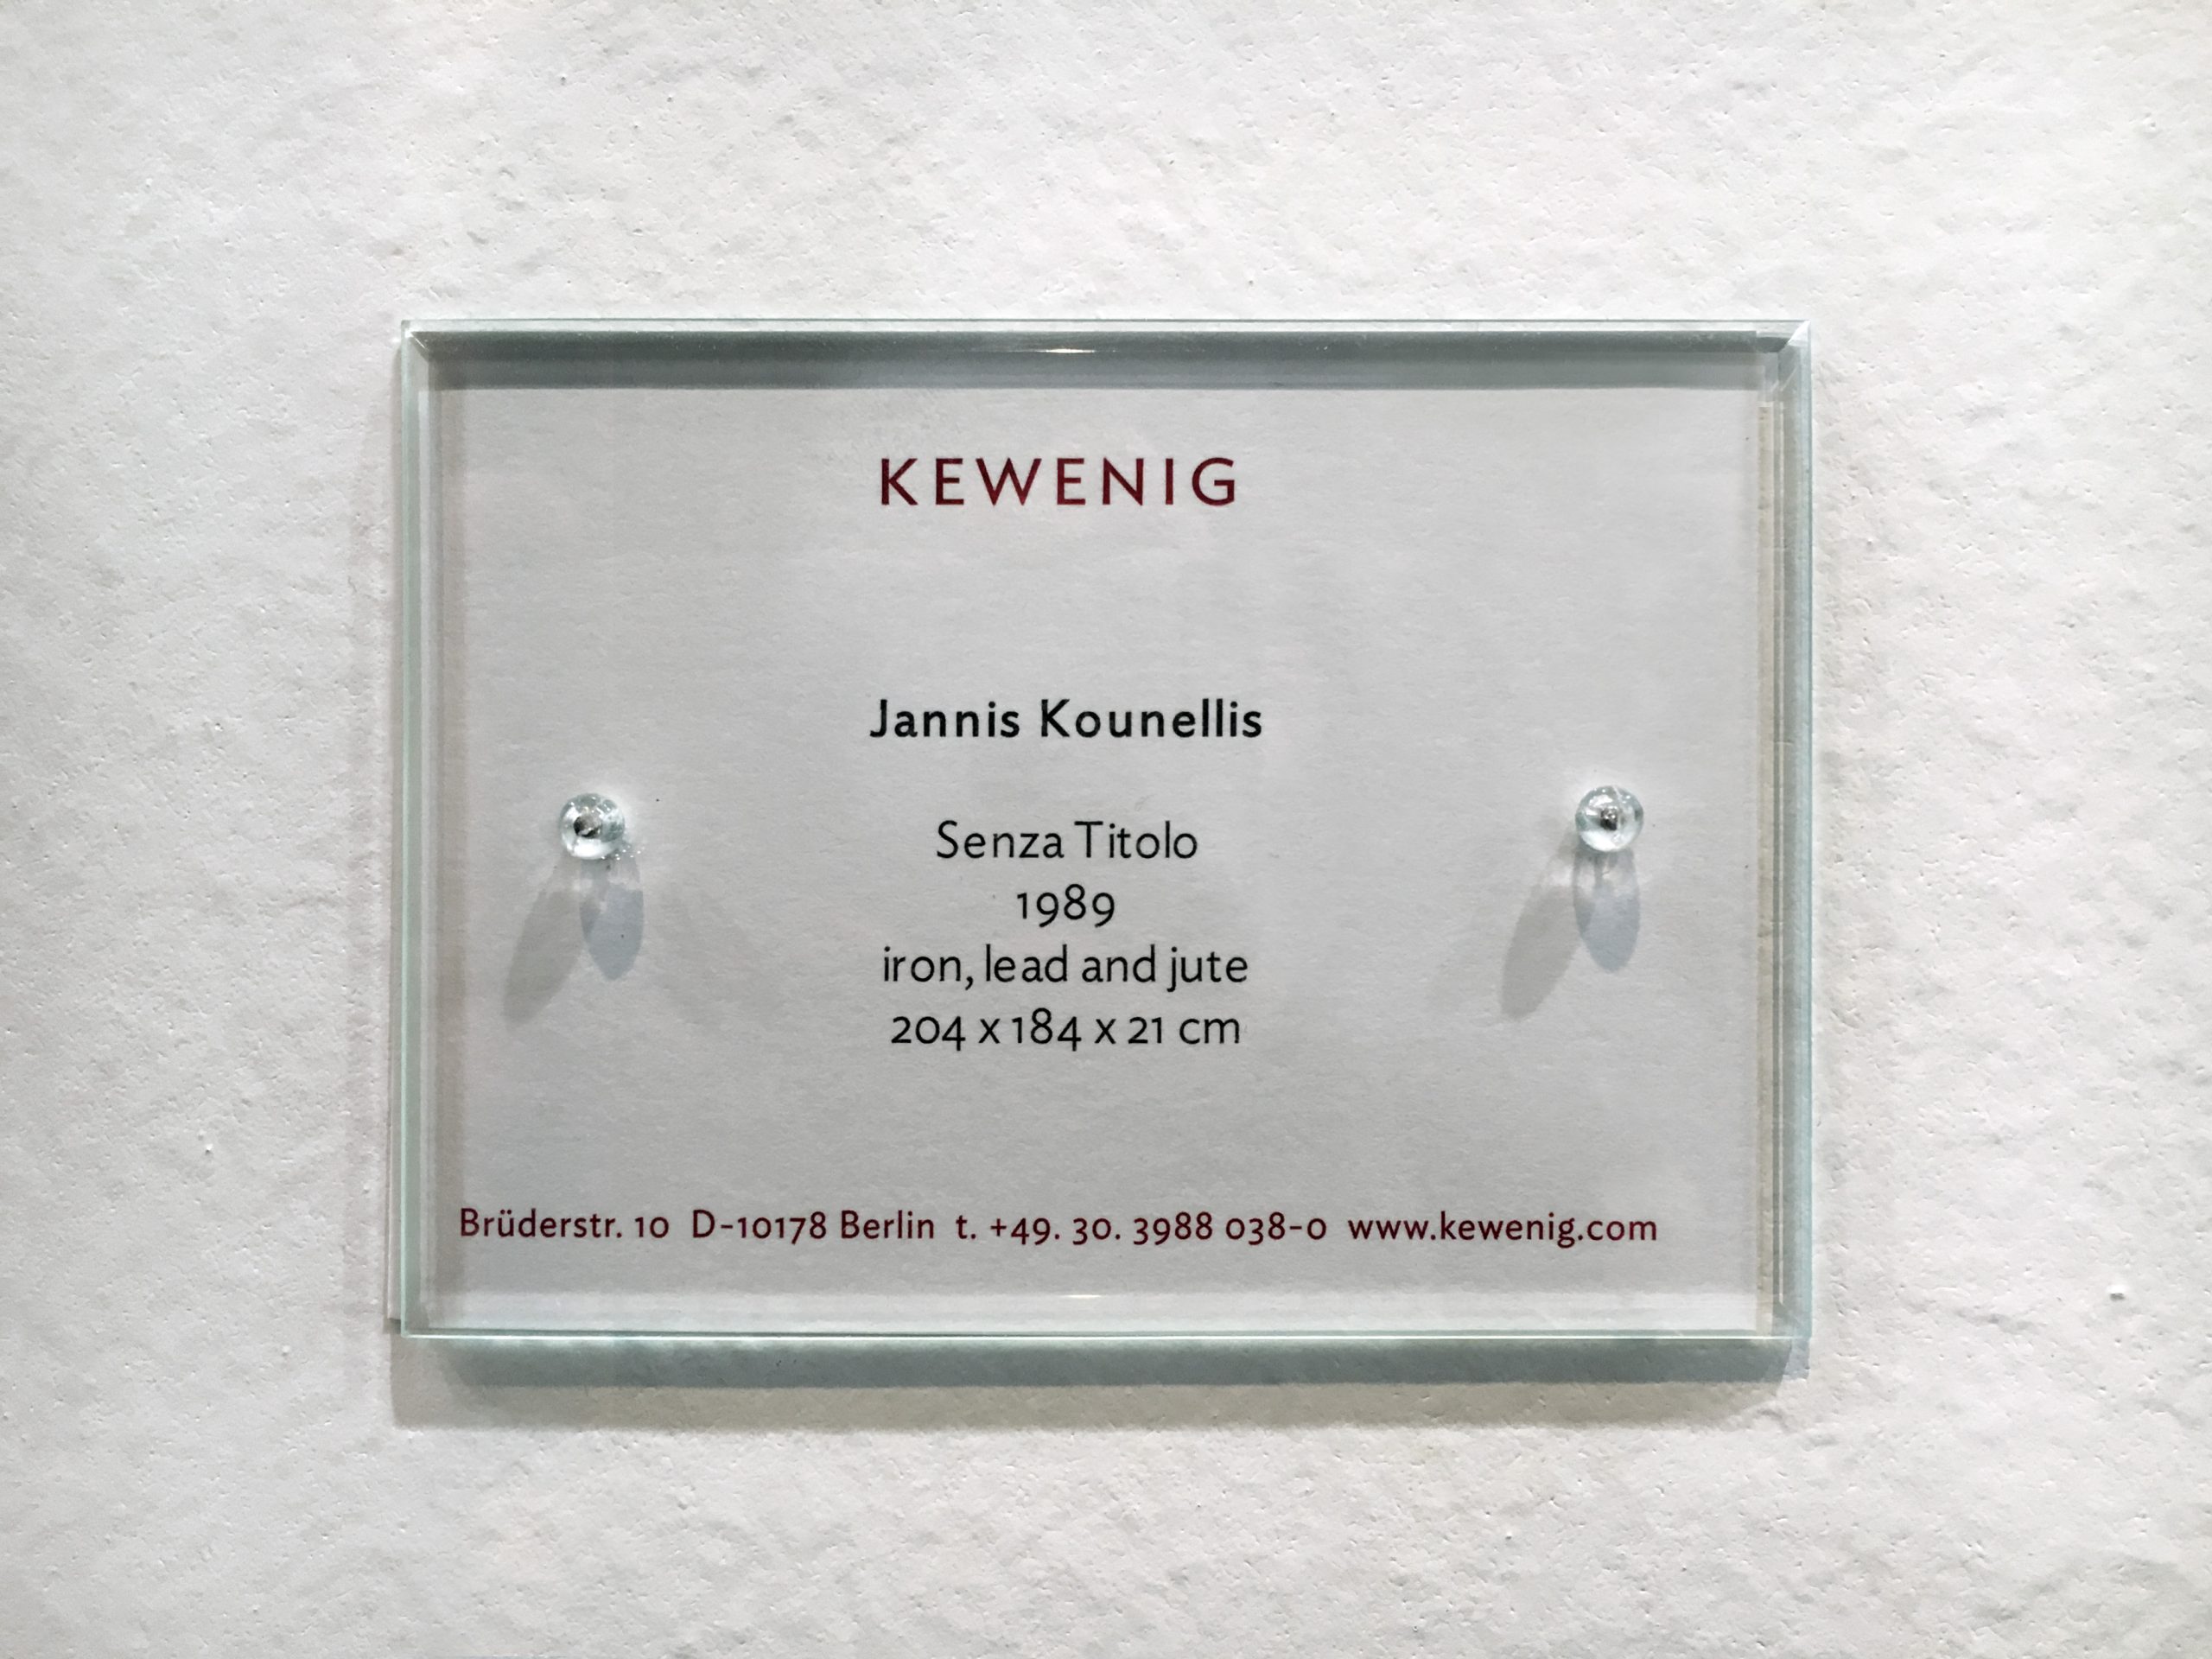 KEWENIG
Jannis Kounellis
Senza Titolo
1989
iron, lead and jute
204 x 184 x 21 cm
Brüderstr. 10 D-10178 Berlin t. +49. 30. 3988 038-0 www.kewenig.com